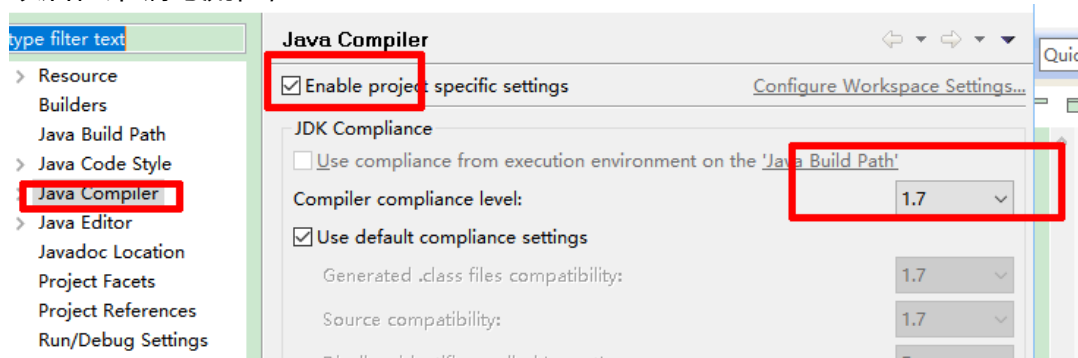 type filter text
Resource
Builders
Java Build Path
Java Code Style
Java Compiler
Java Editor
Javadoc Location
Project Facets
Project References
Run/Debug Settings
Java Compiler
Enable project specific settings
Configure Workspace Settings...
JDK Compliance
Use compliance from execution environment on the 'Java Build Path'
Compiler compliance level:
1.7
Use default compliance settings
Generated .class files compatibility:
1.7
Source compatibility:
1.7
Quic